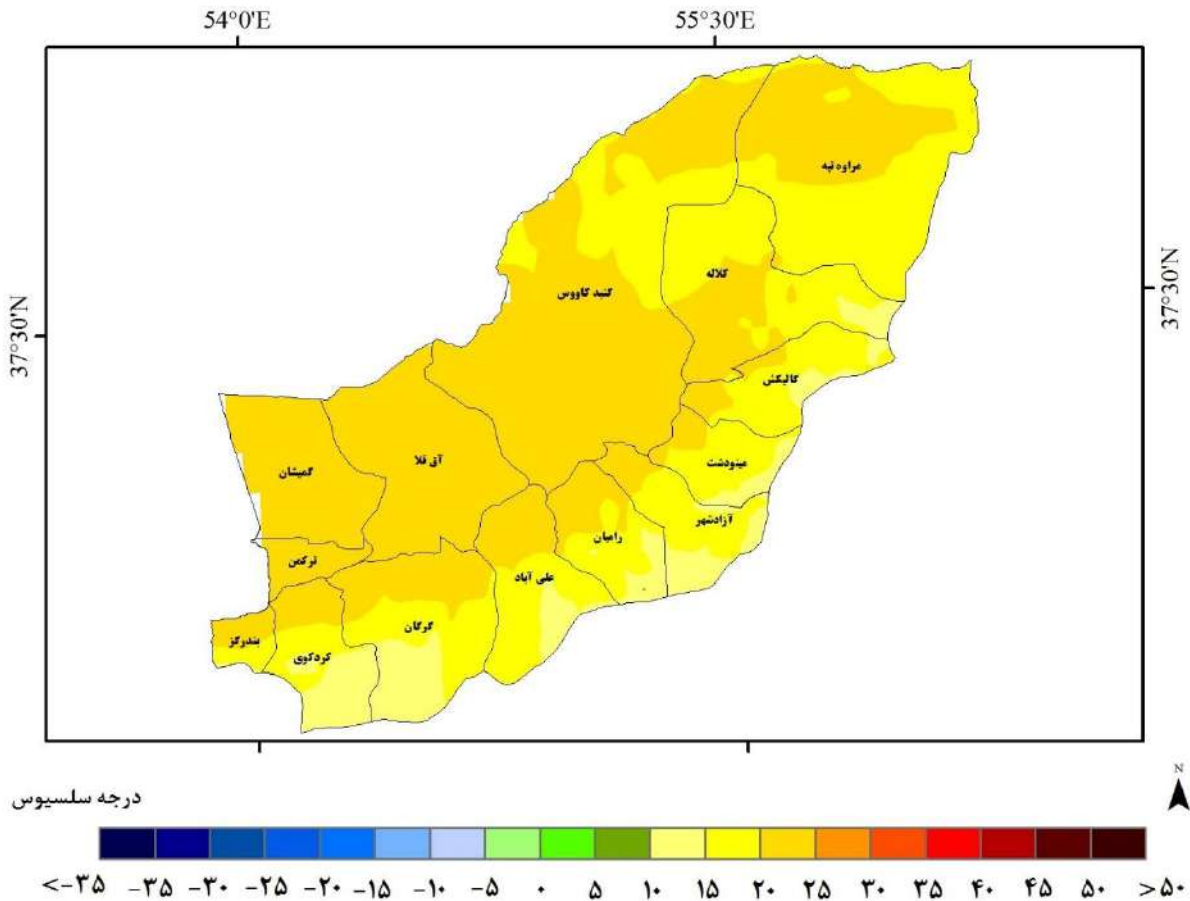 54°0'E 55°30'E
37°30'N
37°30'N
مراوه تپه
کلاله
گنبد کاووس
گالیکش
آق قلا
گمیشان
مینودشت
آزادشهر
رامیان
ترکمن
علی آباد
گرگان
بندرگز
کردکوی
N
درجه سلسیوس
<-۳۵ -۳۵ -۳۰ -۲۵ -۲۰ -۱۵ -۱۰ -۵ ۰ ۵ ۱۰ ۱۵ ۲۰ ۲۵ ۳۰ ۳۵ ۴۰ ۴۵ ۵۰ >۵۰